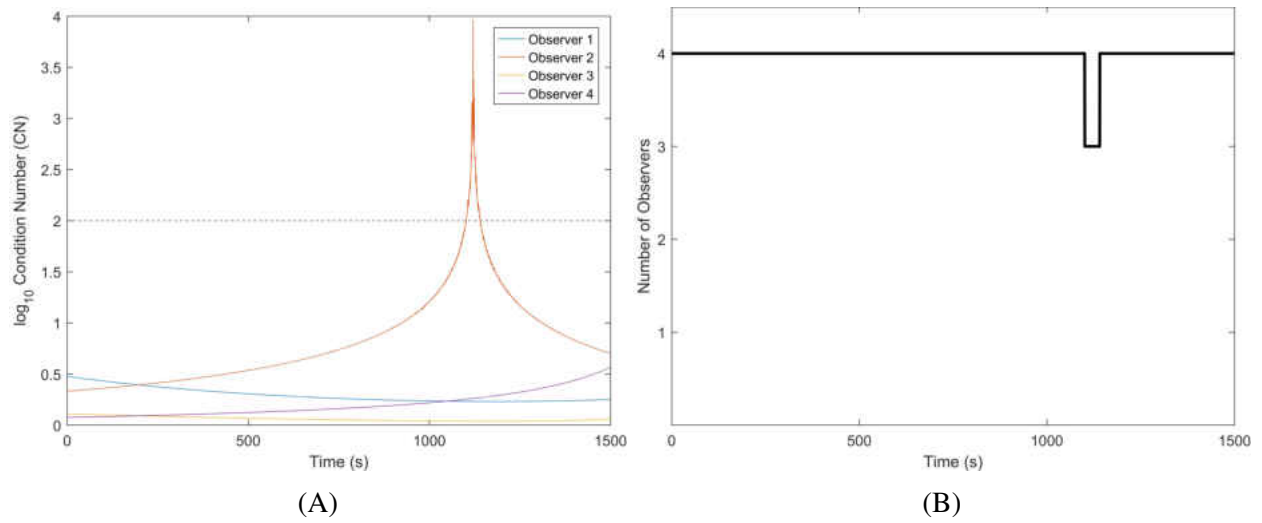 4
3.5
3
2.5
2
1.5
1
0.5
0
log10 Condition Number (CN)
Observer 1
Observer 2
Observer 3
Observer 4
0 500 1000 1500
Time (s)
(A)
4
3
2
1
Number of Observers
0 500 1000 1500
Time (s)
(B)